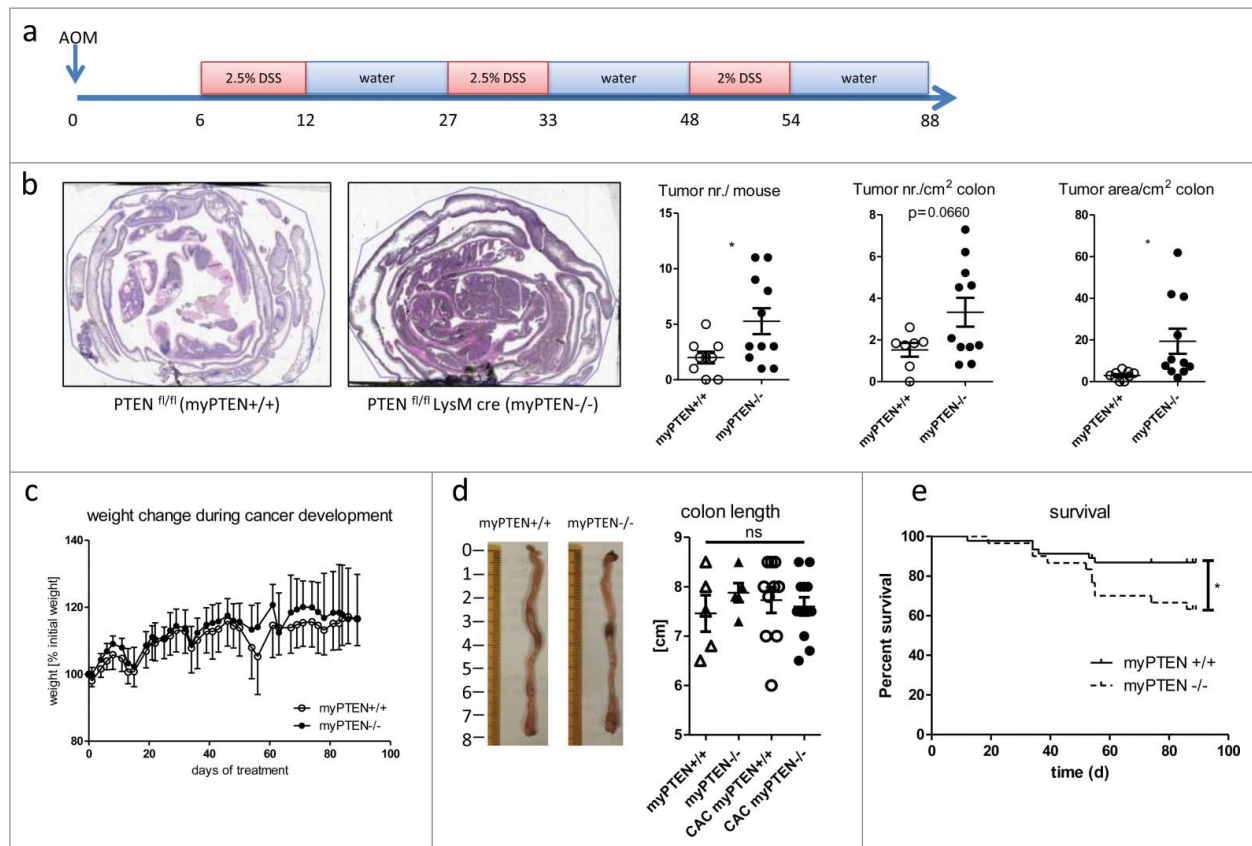 a
AOM
2.5% DSS water 2.5% DSS water 2% DSS water
0 6 12 27 33 48 54 88
b
PTEN fl/fl (myPTEN+/+)
PTEN fl/fl LysM cre (myPTEN-/-)
Tumor nr./ mouse
15
10
5
0
*
myPTEN+/+
myPTEN-/-
Tumor nr./cm² colon
p=0.0660
8
6
4
2
0
myPTEN+/+
myPTEN-/-
Tumor area/cm² colon
80
60
40
20
0
*
myPTEN+/+
myPTEN-/-
c
weight change during cancer development
weight [% initial weight]
140
120
100
80
0 20 40 60 80 100
days of treatment
myPTEN+/+
myPTEN-/-
d
myPTEN+/+ myPTEN-/-
0
1
2
3
4
5
6
7
8
colon length
ns
[cm]
9
8
7
6
5
myPTEN+/+
myPTEN-/-
CAC myPTEN+/+
CAC myPTEN-/-
e
survival
Percent survival
100
80
60
40
20
0
*
myPTEN +/+
myPTEN -/-
0 20 40 60 80 100
time (d)